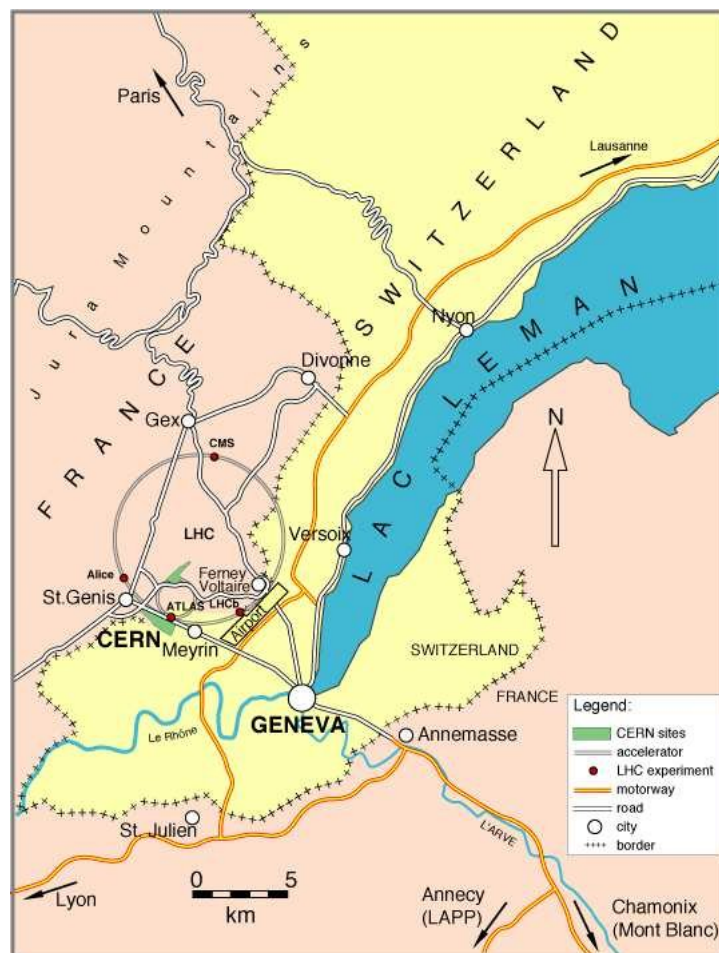 Paris
Jura Mountains
SWITZERLAND
Lausanne
FRANCE
Nyon
LAC LEMAN
Divonne
Gex
CMS
N
LHC
Versoix
Alice
Ferney
Voltaire
St.Genis
ATLAS
LHCb
Airport
CERN
Meyrin
SWITZERLAND
FRANCE
GENEVA
Le Rhône
Annemasse
Legend:
CERN sites
accelerator
LHC experiment
motorway
road
city
border
St. Julien
L'ARVE
0 5
km
Lyon
Annecy
(LAPP)
Chamonix
(Mont Blanc)